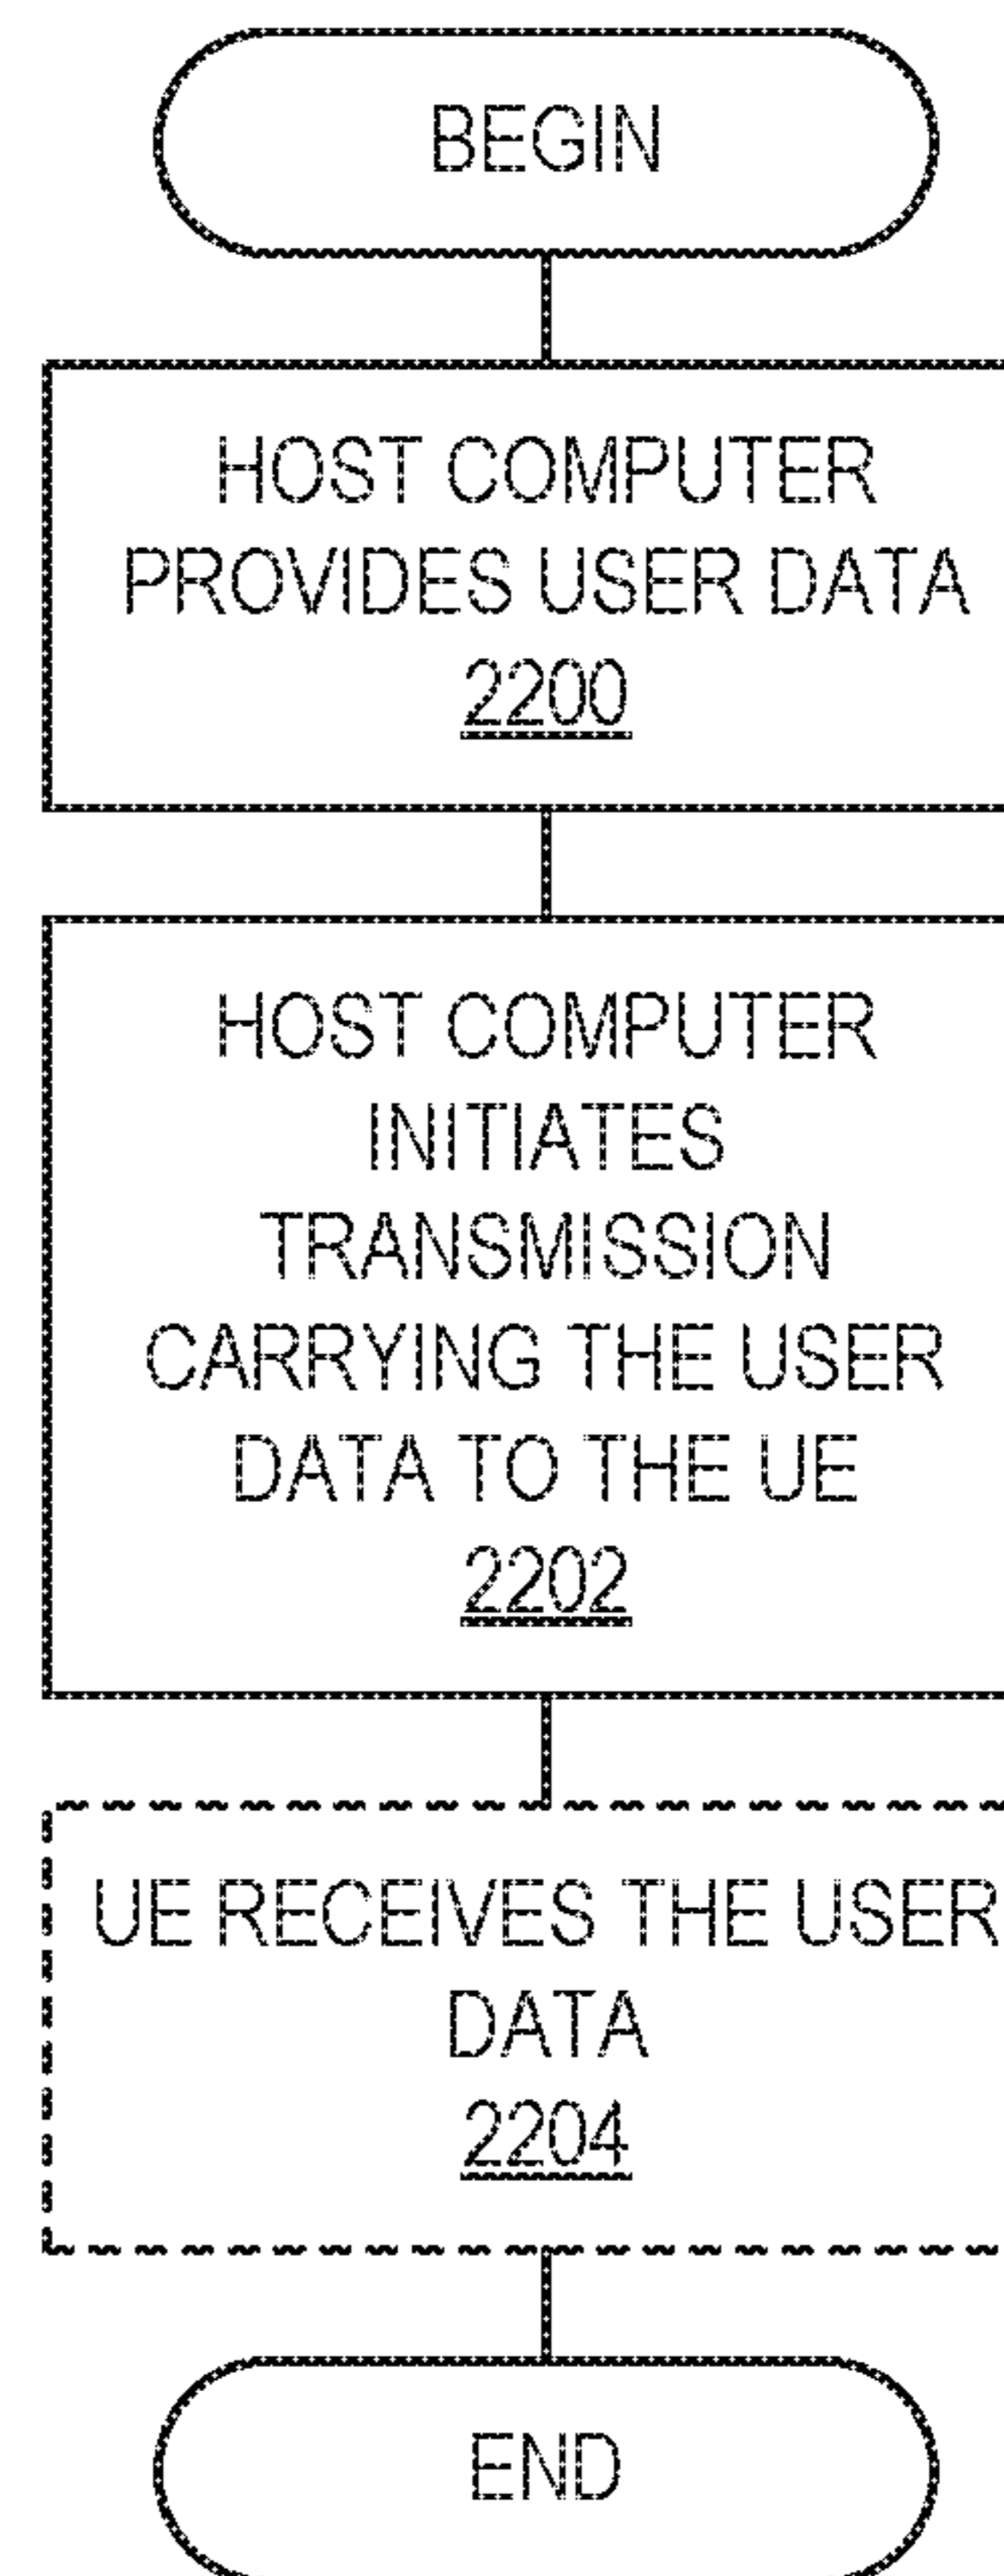 BEGIN
HOST COMPUTER
PROVIDES USER DATA
2200
HOST COMPUTER
INITIATES
TRANSMISSION
CARRYING THE USER
DATA TO THE UE
2202
UE RECEIVES THE USER
DATA
2204
END